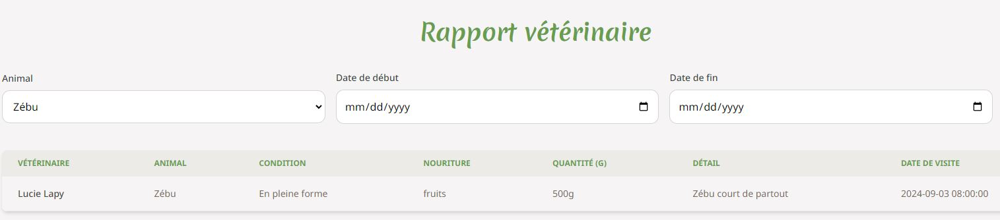 Rapport vétérinaire
Animal Date de début Date de fin
Zébu mm/dd/yyyy mm/dd/yyyy
VÉTÉRINAIRE ANIMAL CONDITION NOURITURE QUANTITÉ (G) DÉTAIL DATE DE VISITE
Lucie Lapy Zébu En pleine forme fruits 500g Zébu court de partout 2024-09-03 08:00:00